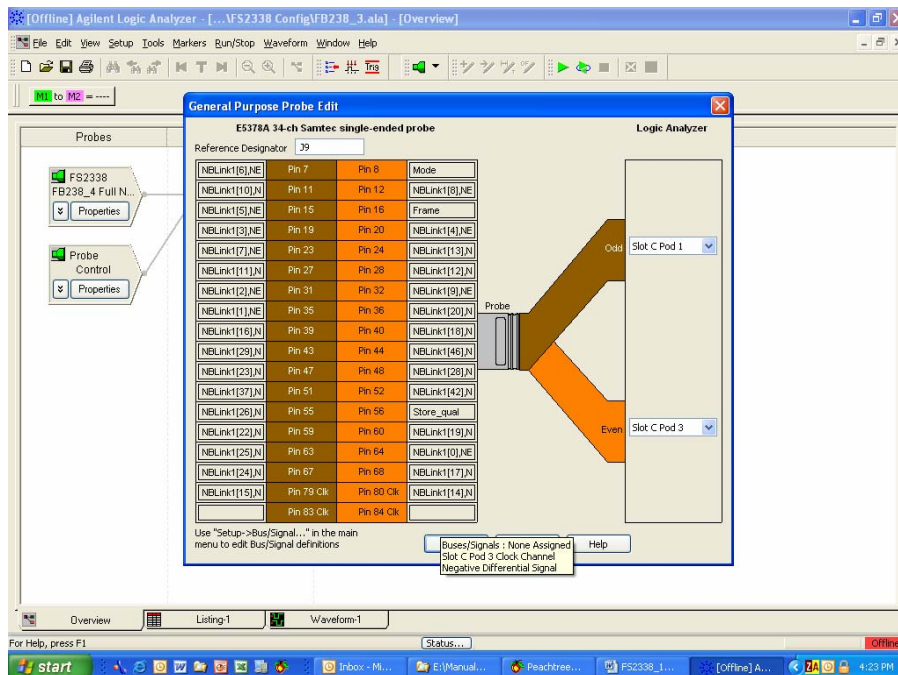 [Offline] Agilent Logic Analyzer - [...\FS2338 Config\FB238_3.ala] - [Overview]
File Edit View Setup Tools Markers Run/Stop Waveform Window Help
Trig
M1 to M2 = ----
Probes
FS2338
FB238_4 Full N...
Properties
Probe
Control
Properties
General Purpose Probe Edit
E5378A 34-ch Samtec single-ended probe
Logic Analyzer
Reference Designator J9
NBLink1[6],NE Pin 7 Pin 8 Mode
NBLink1[10],N Pin 11 Pin 12 NBLink1[8],NE
NBLink1[5],NE Pin 15 Pin 16 Frame
NBLink1[3],NE Pin 19 Pin 20 NBLink1[4],NE
NBLink1[7],NE Pin 23 Pin 24 NBLink1[13],N
NBLink1[11],N Pin 27 Pin 28 NBLink1[12],N
NBLink1[2],NE Pin 31 Pin 32 NBLink1[9],NE
NBLink1[1],NE Pin 35 Pin 36 NBLink1[20],N
NBLink1[16],N Pin 39 Pin 40 NBLink1[18],N
NBLink1[29],N Pin 43 Pin 44 NBLink1[46],N
NBLink1[23],N Pin 47 Pin 48 NBLink1[28],N
NBLink1[37],N Pin 51 Pin 52 NBLink1[42],N
NBLink1[26],N Pin 55 Pin 56 Store_qual
NBLink1[22],N Pin 59 Pin 60 NBLink1[19],N
NBLink1[25],N Pin 63 Pin 64 NBLink1[0],NE
NBLink1[24],N Pin 67 Pin 68 NBLink1[17],N
NBLink1[15],N Pin 79 Clk Pin 80 Clk NBLink1[14],N
Pin 83 Clk Pin 84 Clk
Probe
Odd
Slot C Pod 1
Even
Slot C Pod 3
Use "Setup->Bus/Signal..." in the main
menu to edit Bus/Signal definitions
Help
Buses/Signals : None Assigned
Slot C Pod 3 Clock Channel
Negative Differential Signal
Overview Listing-1 Waveform-1
For Help, press F1
Status...
Offline
start
Inbox - Mi...
E:\Manual...
Peachtree...
FS2338_1...
[Offline] A...
ZA
4:23 PM